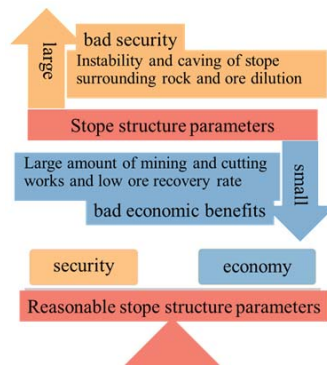 large
bad security
Instability and caving of stope
surrounding rock and ore dilution
Stope structure parameters
Large amount of mining and cutting
works and low ore recovery rate
bad economic benefits
small
security
economy
Reasonable stope structure parameters